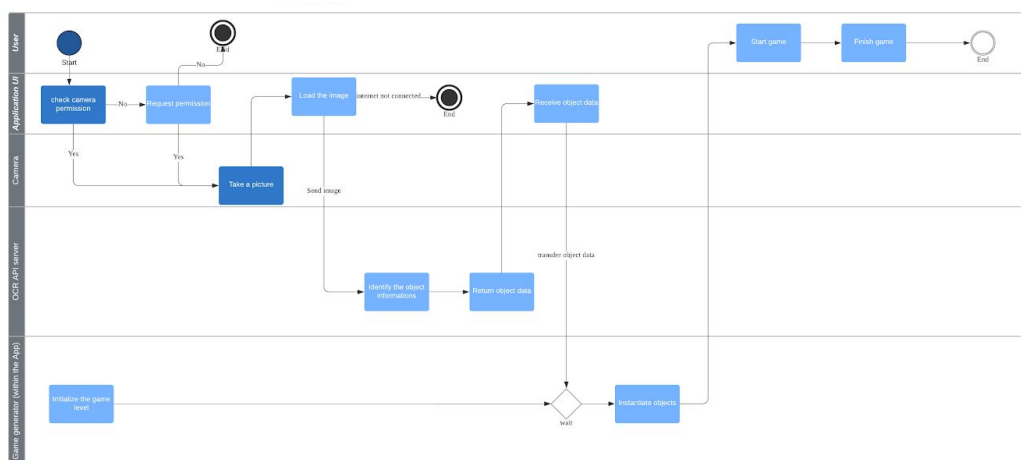 User
Start
End
No
Start game
Finish game
End
Application UI
check camera
permission
No
Request permission
Load the image
internet not connected
End
Receive object data
Camera
Yes
Yes
Take a picture
Send image
OCR API server
transfer object data
Identify the object
informations
Return object data
Game generator (within the App)
Initialize the game
level
wait
Instantiate objects